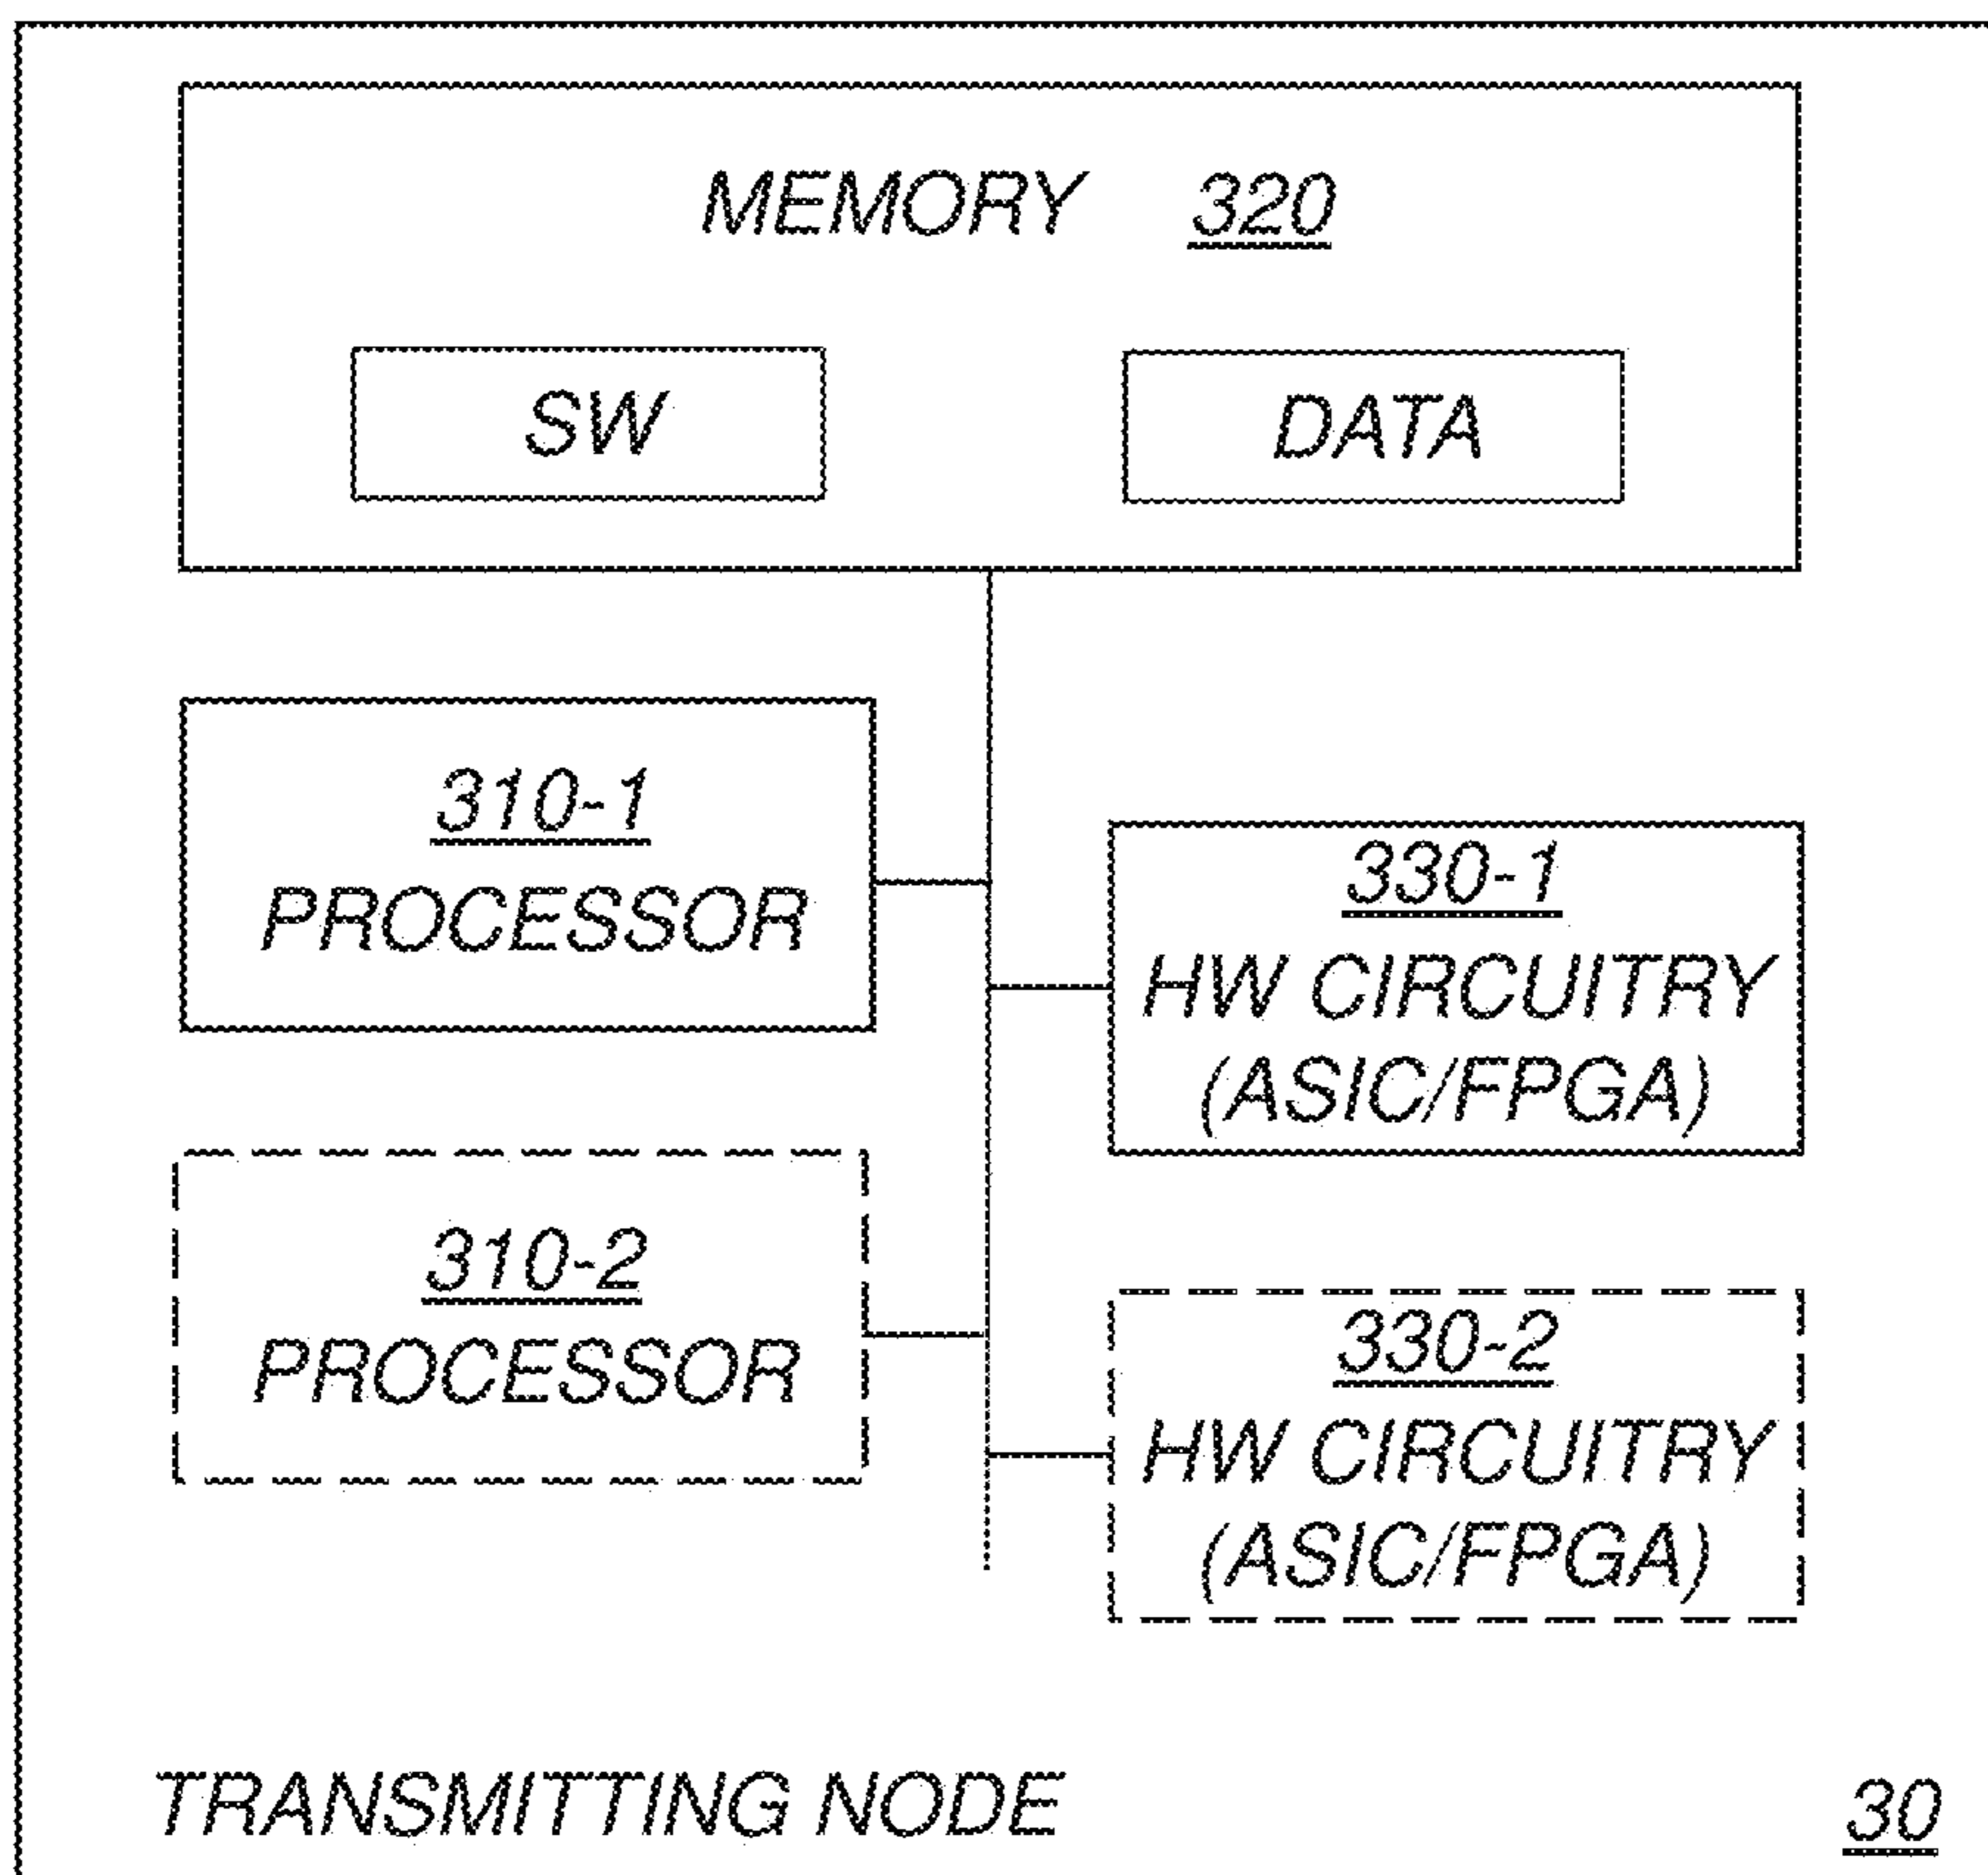 MEMORY 320
SW
DATA
310-1
PROCESSOR
330-1
HW CIRCUITRY
(ASIC/FPGA)
310-2
PROCESSOR
330-2
HW CIRCUITRY
(ASIC/FPGA)
TRANSMITTING NODE 30